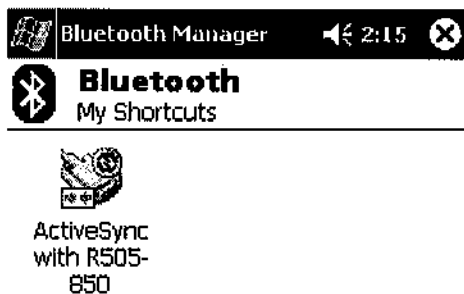 Bluetooth Manager 2:15
Bluetooth
My Shortcuts
ActiveSync
with R505-
850